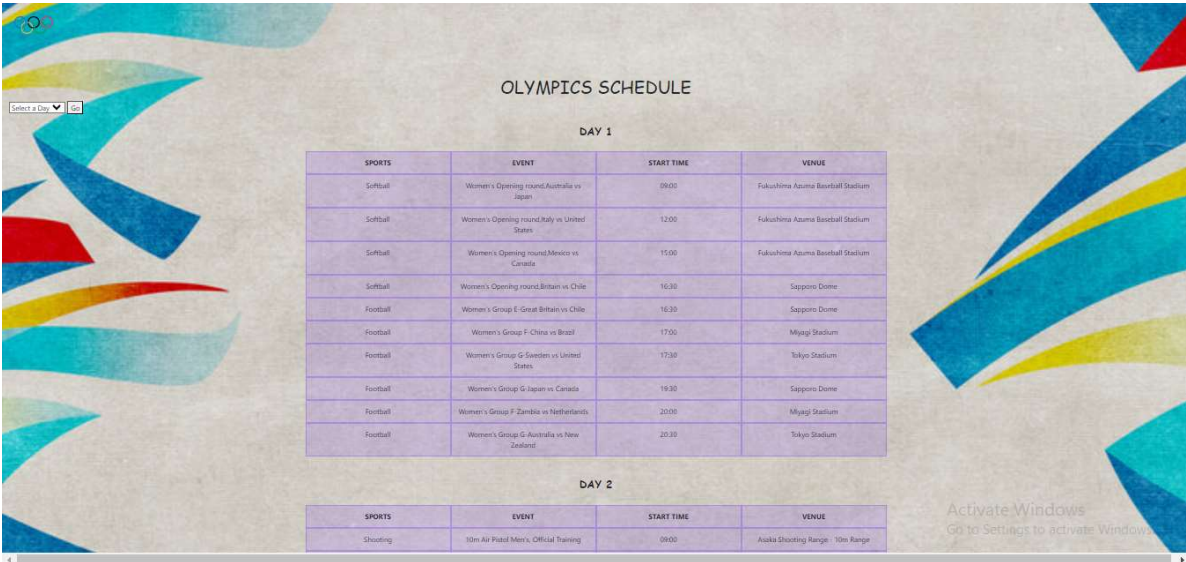 OLYMPICS SCHEDULE
Select a Day Go
DAY 1
SPORTS EVENT START TIME VENUE
Softball Women's Opening round,Australia vs Japan 09:00 Fukushima Azuma Baseball Stadium
Softball Women's Opening round,Italy vs United States 12:00 Fukushima Azuma Baseball Stadium
Softball Women's Opening round,Mexico vs Canada 15:00 Fukushima Azuma Baseball Stadium
Softball Women's Opening round,Britain vs Chile 16:30 Sapporo Dome
Football Women's Group E-Great Britain vs Chile 16:30 Sapporo Dome
Football Women's Group F-China vs Brazil 17:00 Miyagi Stadium
Football Women's Group G-Sweden vs United States 17:30 Tokyo Stadium
Football Women's Group G-Japan vs Canada 19:30 Sapporo Dome
Football Women's Group F-Zambia vs Netherlands 20:00 Miyagi Stadium
Football Women's Group G-Australia vs New Zealand 20:30 Tokyo Stadium
DAY 2
SPORTS EVENT START TIME VENUE
Shooting 10m Air Pistol Men's, Official Training 09:00 Asaka Shooting Range - 10m Range
Activate Windows
Go to Settings to activate Windows.